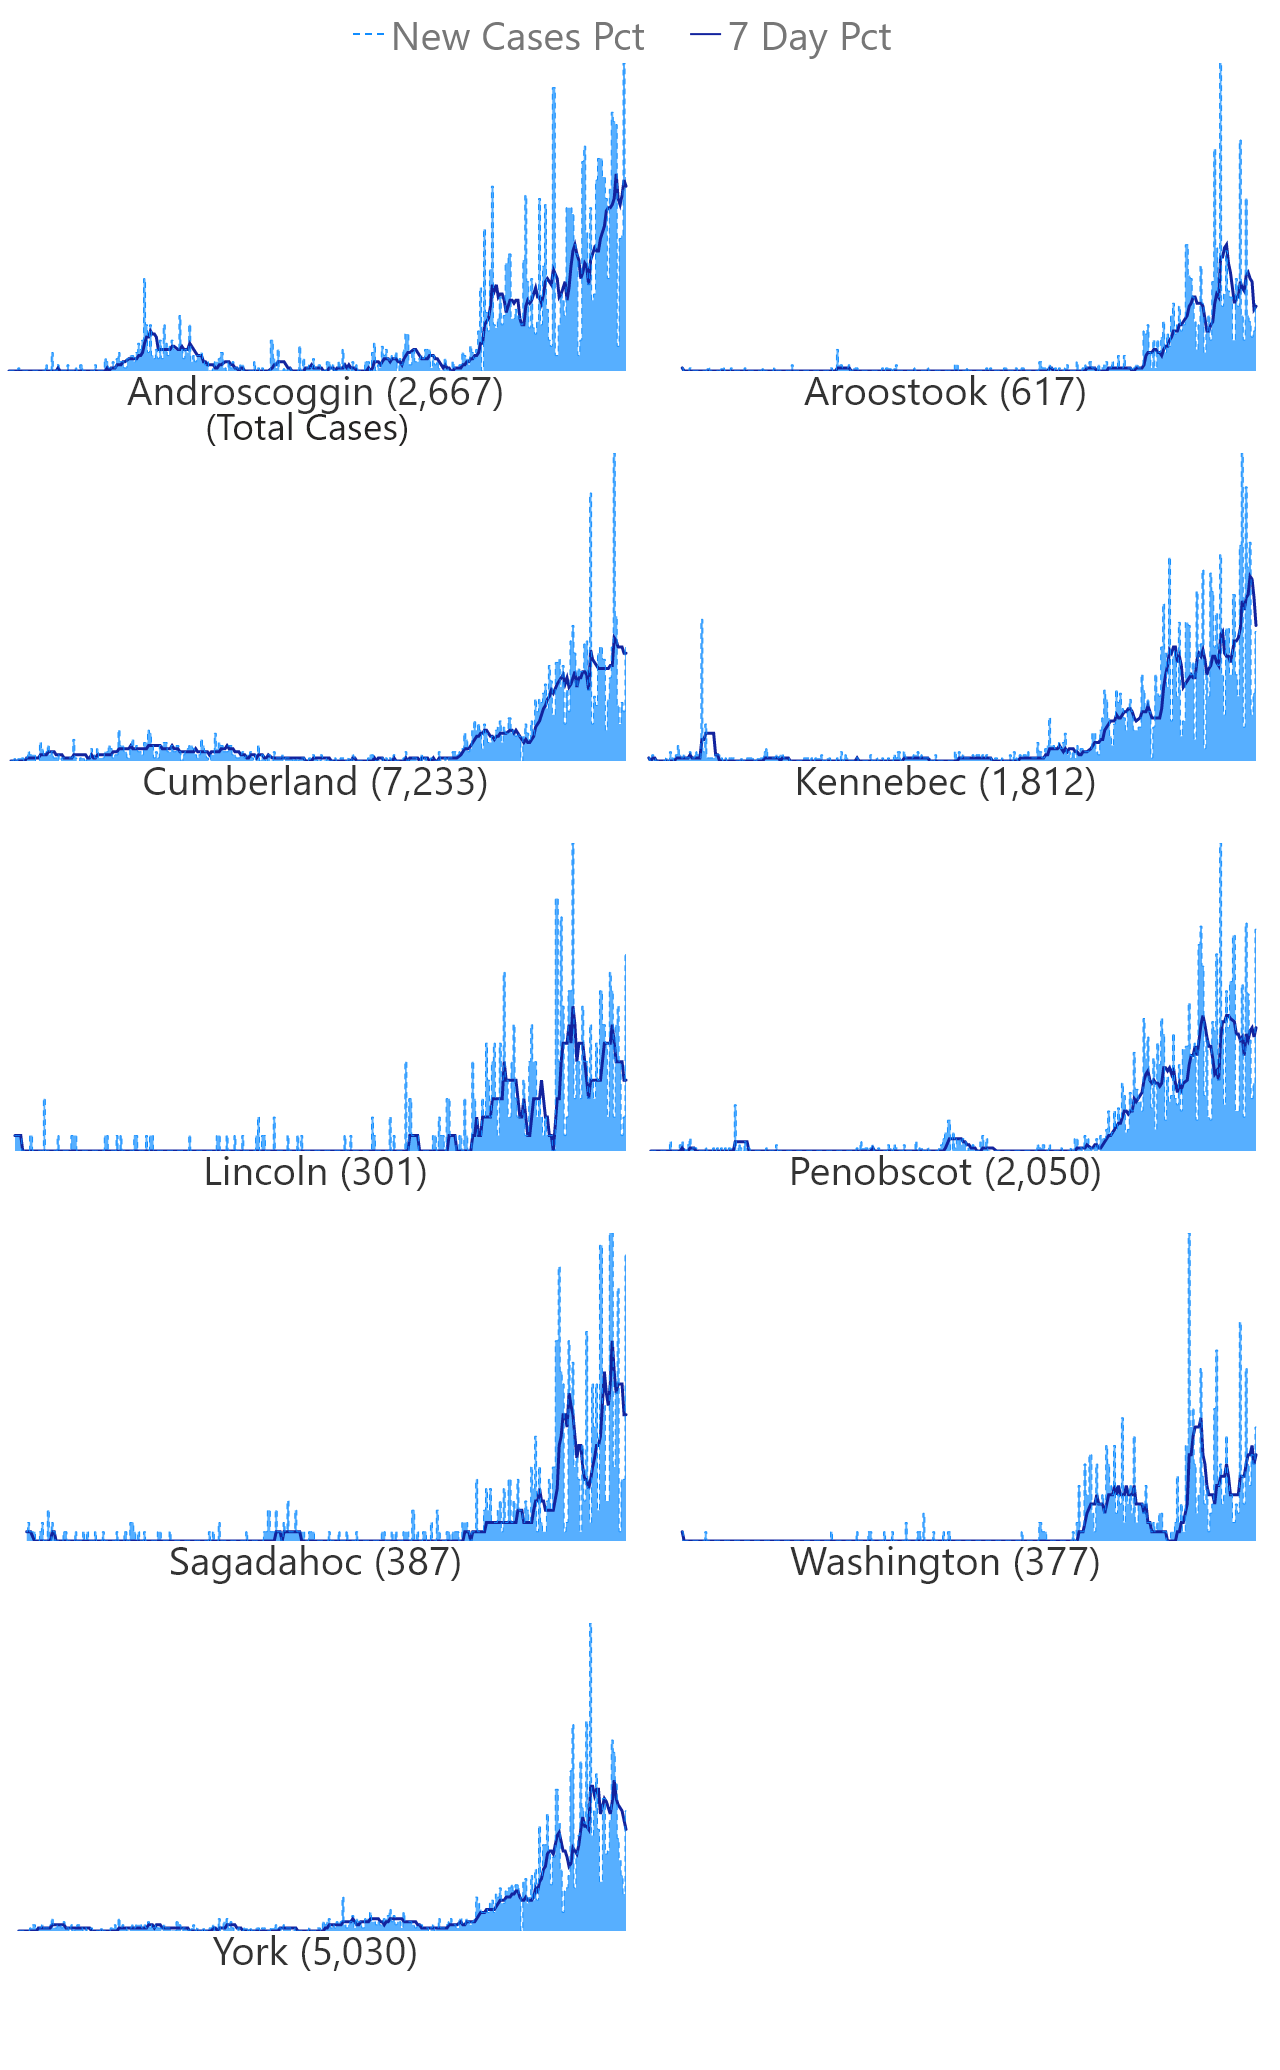 New Cases Pct 7 Day Pct
Androscoggin (2,667) Aroostook (617)
(Total Cases)
Cumberland (7,233) Kennebec (1,812)
Lincoln (301) Penobscot (2,050)
Sagadahoc (387) Washington (377)
York (5,030)